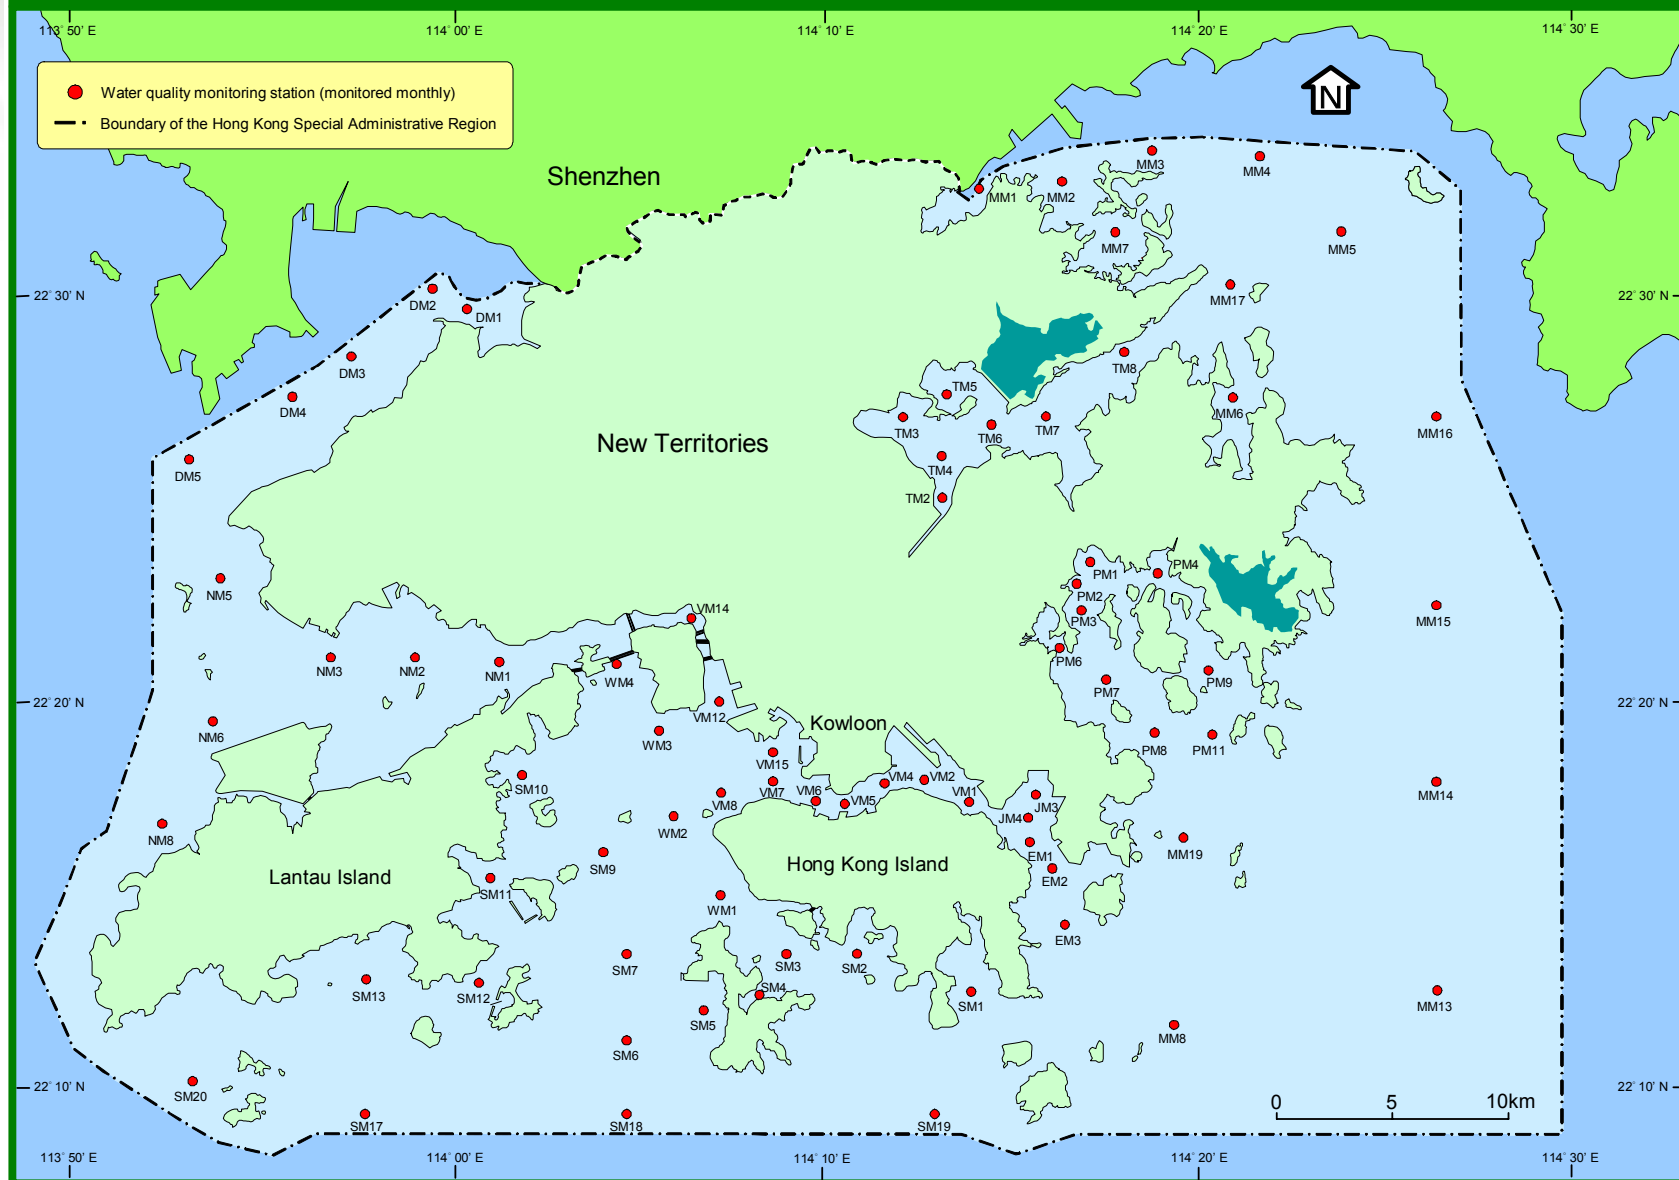 113° 50' E
114° 00' E
114° 10' E
114° 20' E
114° 30' E
Water quality monitoring station (monitored monthly)
Boundary of the Hong Kong Special Administrative Region
N
Shenzhen
MM3
MM4
MM1
MM2
MM7
MM5
22° 30' N
DM2
DM1
MM17
22° 30' N
DM3
TM8
DM4
TM5
MM6
TM3
TM6
TM7
MM16
New Territories
DM5
TM4
TM2
NM5
PM1
PM4
PM2
PM3
VM14
MM15
NM3
NM2
NM1
WM4
PM6
PM7
PM9
22° 20' N
VM12
22° 20' N
NM6
WM3
Kowloon
PM8
PM11
VM15
SM10
VM7
VM4
VM2
VM8
VM6
VM5
VM1
JM3
MM14
NM8
WM2
JM4
EM1
MM19
SM9
Hong Kong Island
EM2
Lantau Island
SM11
WM1
EM3
SM7
SM3
SM2
SM13
SM12
SM4
SM1
MM13
SM5
MM8
SM6
22° 10' N
SM20
22° 10' N
0 5 10km
SM17
SM18
SM19
113° 50' E
114° 00' E
114° 10' E
114° 20' E
114° 30' E